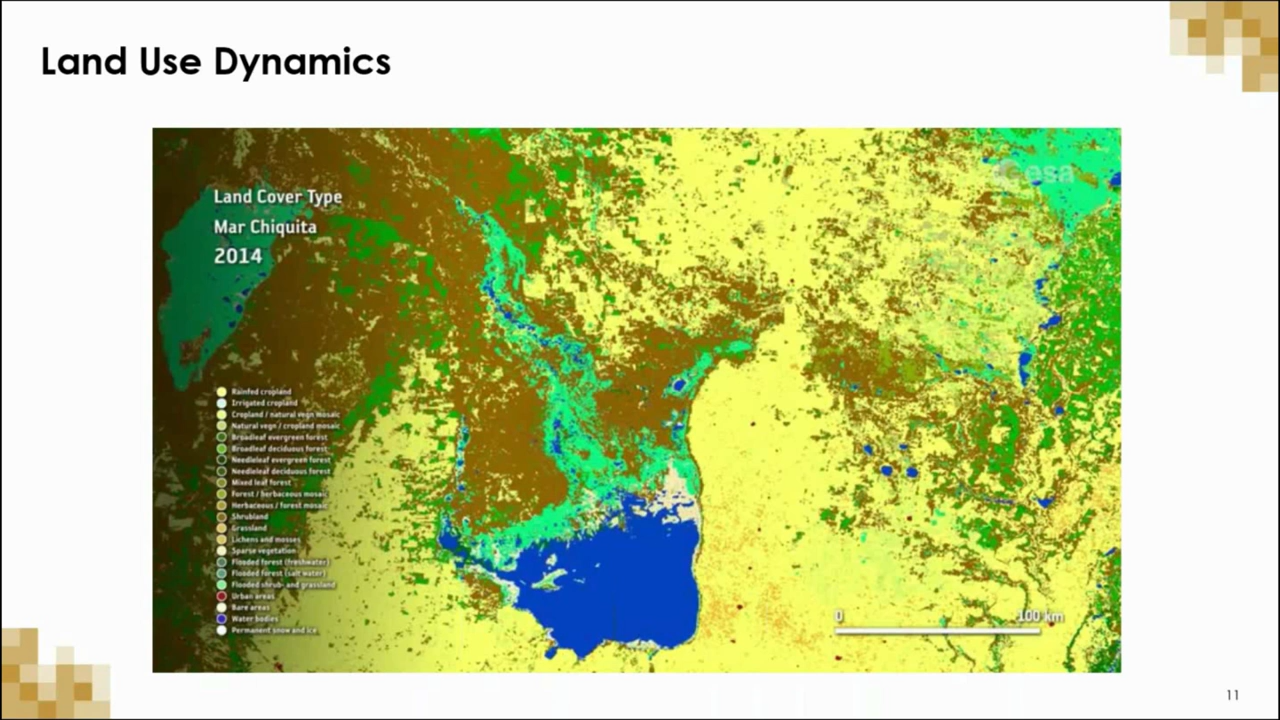 Land Use Dynamics
esa
Land Cover Type
Mar Chiquita
2014
Rainfed cropland
Irrigated cropland
Cropland / natural vegn mosaic
Natural vegn / cropland mosaic
Broadleaf evergreen forest
Broadleaf deciduous forest
Needleleaf evergreen forest
Needleleaf deciduous forest
Mixed leaf forest
Forest / herbaceous mosaic
Herbaceous / forest mosaic
Shrubland
Grassland
Lichens and mosses
Sparse vegetation
Flooded forest (freshwater)
Flooded forest (salt water)
Flooded shrub- and grassland
Urban areas
Bare areas
Water bodies
Permanent snow and ice
0 100 km
11